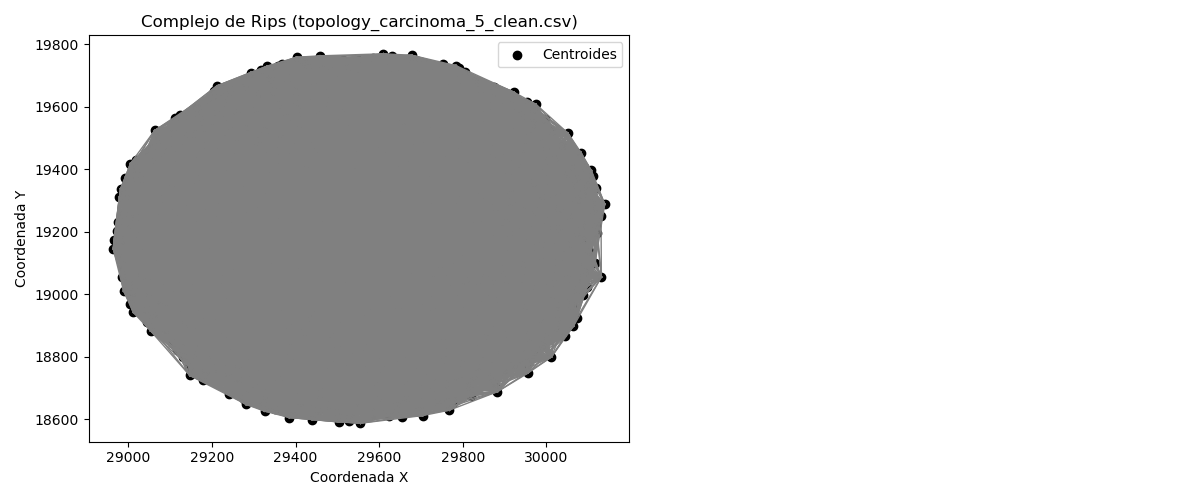 Complejo de Rips (topology_carcinoma_5_clean.csv)
Centroides
19800
19600
19400
19200
19000
18800
18600
Coordenada Y
29000 29200 29400 29600 29800 30000
Coordenada X